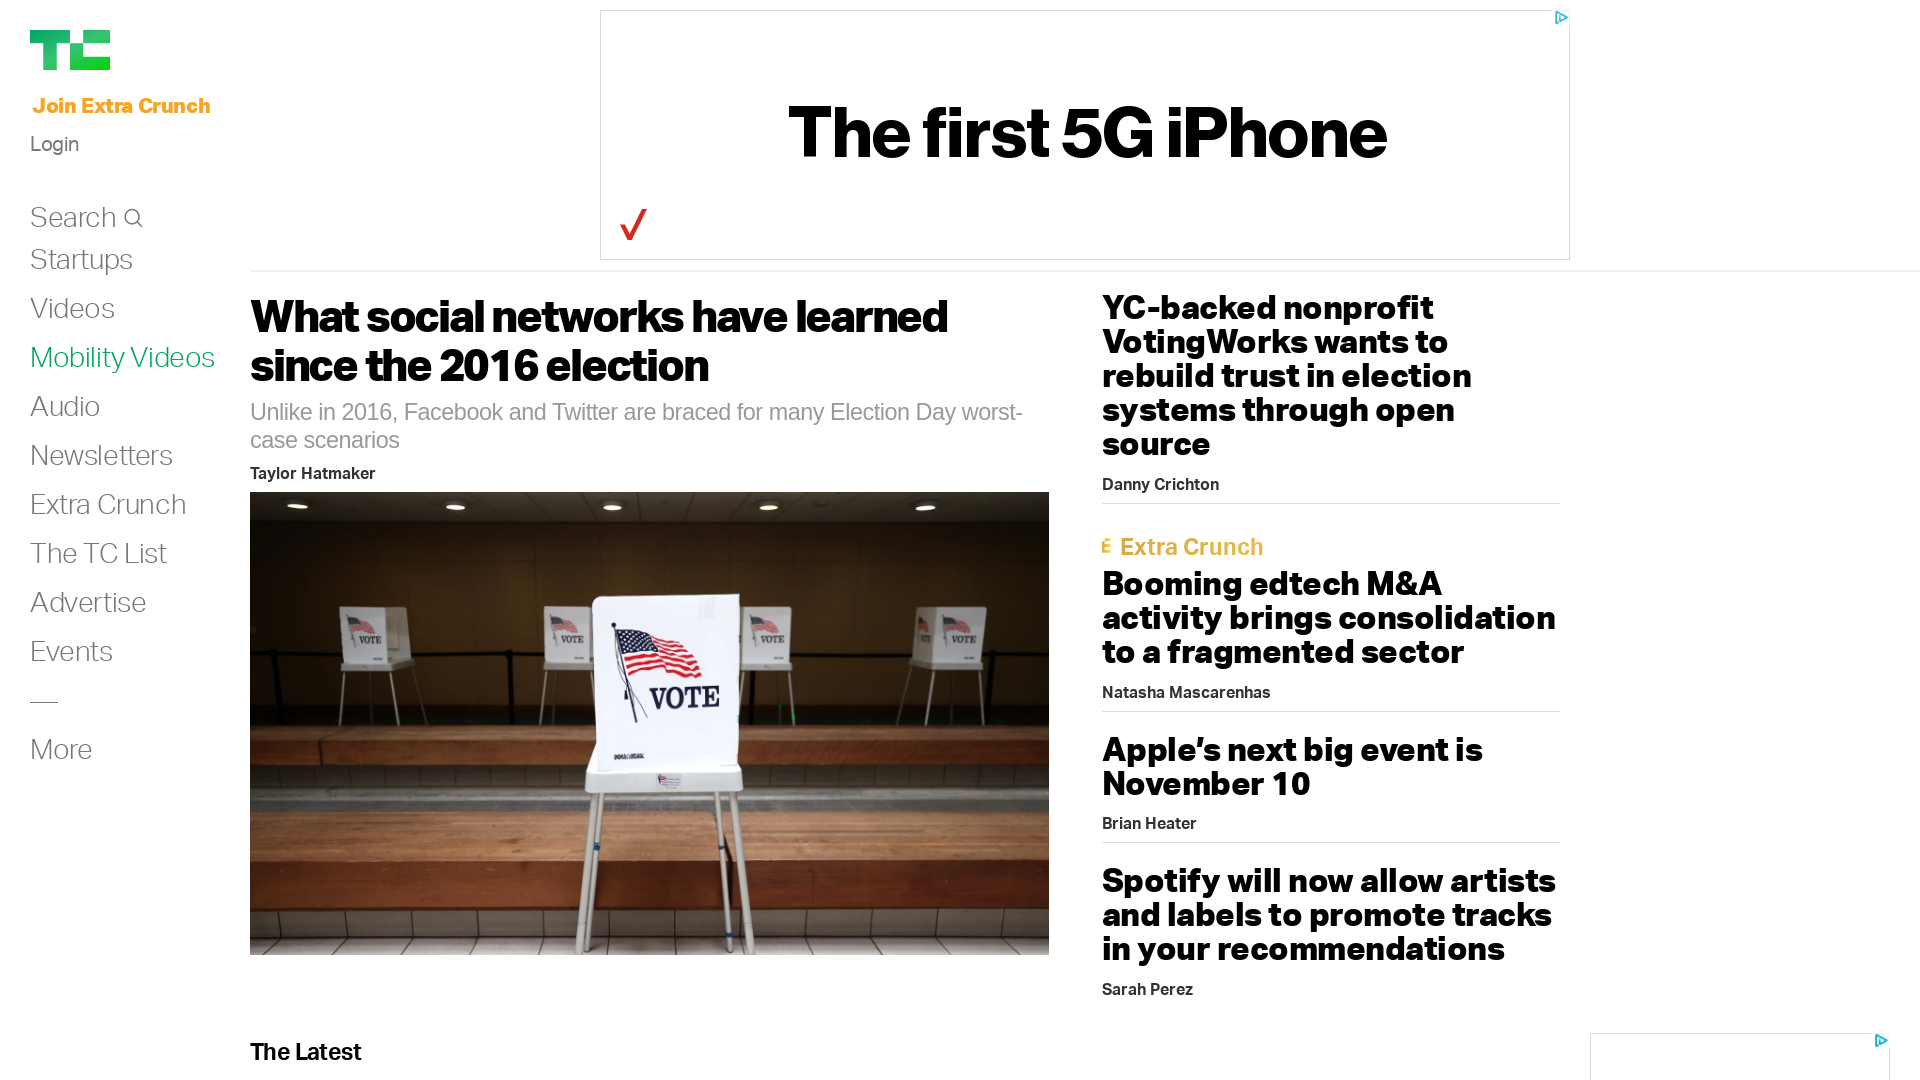 TC
Join Extra Crunch
Login
Search
Startups
Videos
Mobility Videos
Audio
Newsletters
Extra Crunch
The TC List
Advertise
Events
—
More
The first 5G iPhone
What social networks have learned
since the 2016 election
Unlike in 2016, Facebook and Twitter are braced for many Election Day worst-
case scenarios
Taylor Hatmaker
VOTE
VOTE
VOTE
VOTE
VOTE
YC-backed nonprofit
VotingWorks wants to
rebuild trust in election
systems through open
source
Danny Crichton
Extra Crunch
Booming edtech M&A
activity brings consolidation
to a fragmented sector
Natasha Mascarenhas
Apple’s next big event is
November 10
Brian Heater
Spotify will now allow artists
and labels to promote tracks
in your recommendations
Sarah Perez
The Latest